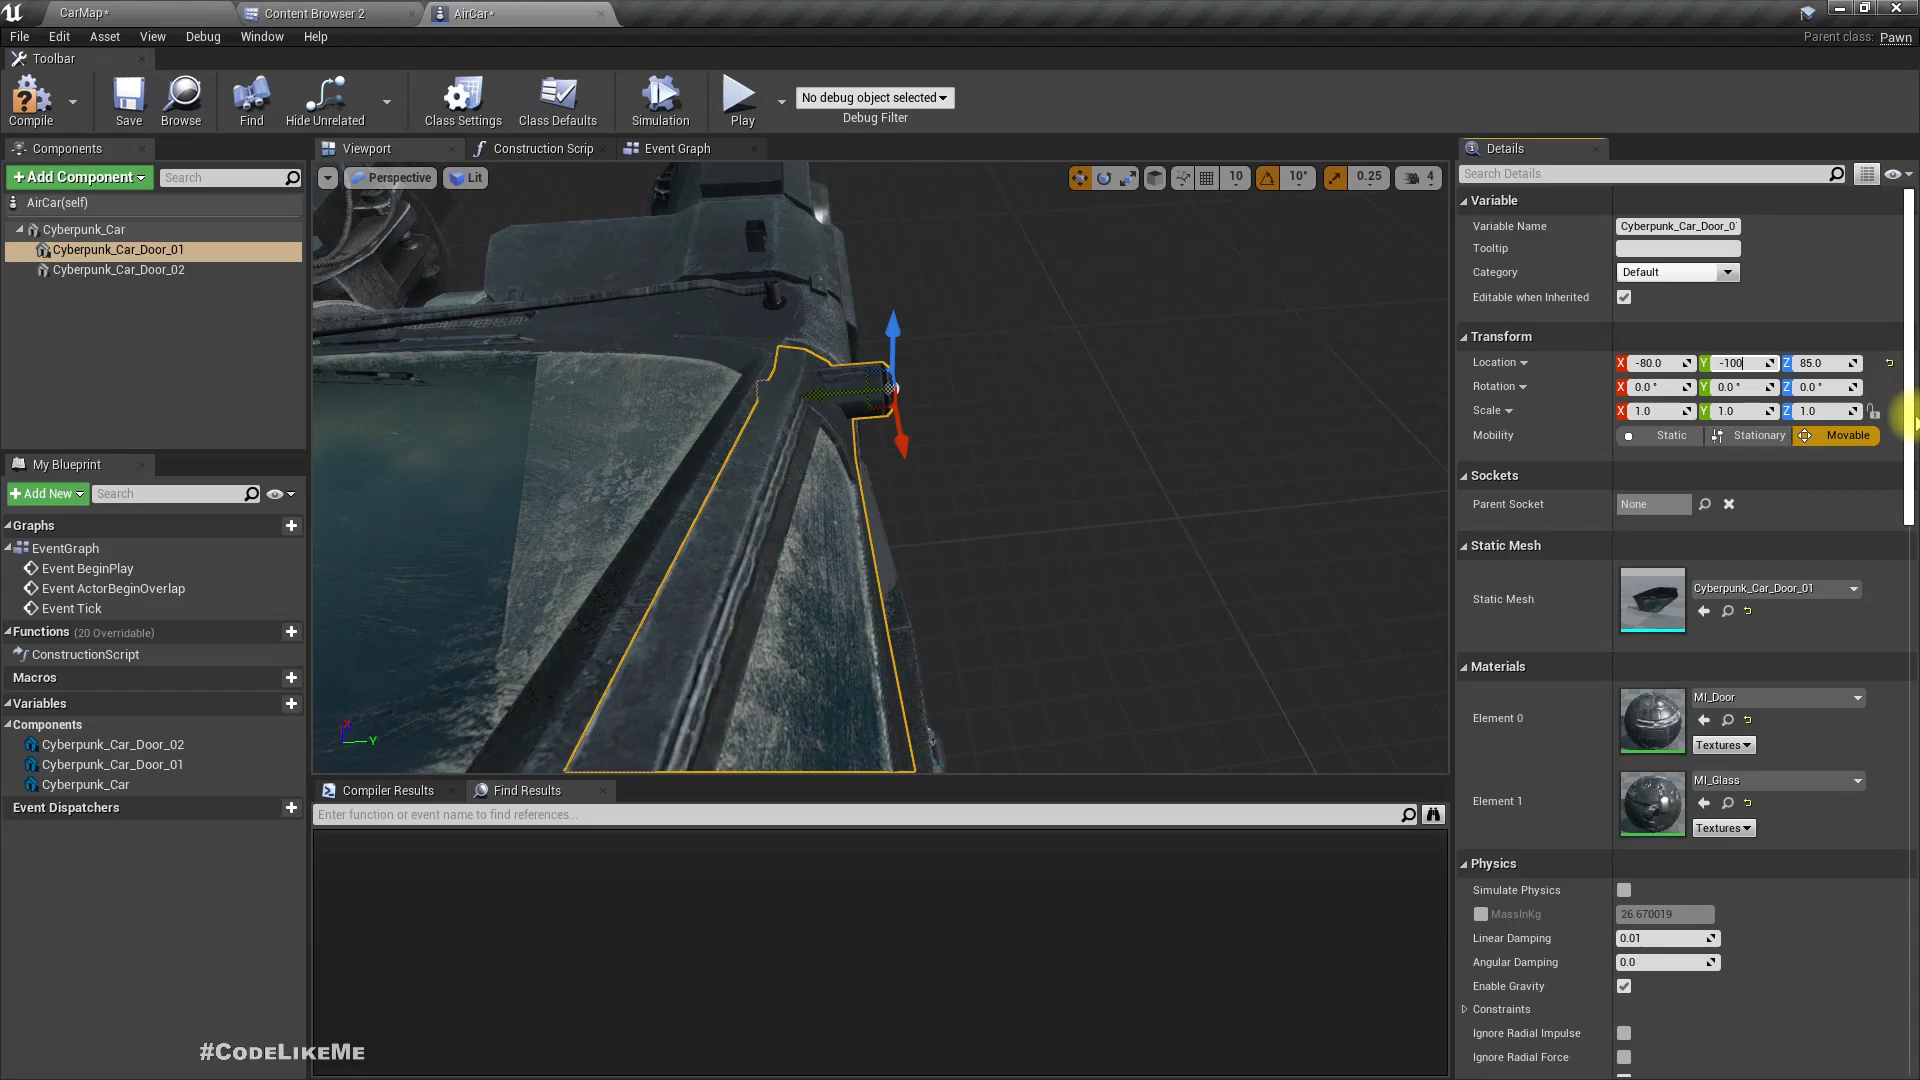 CarMap*
Content Browser 2
AirCar*
File Edit Asset View Debug Window Help
Parent class: Pawn
Toolbar
Compile
Save
Browse
Find
Hide Unrelated
Class Settings
Class Defaults
Simulation
Play
No debug object selected
Debug Filter
Components
Add Component
Search
AirCar(self)
Cyberpunk_Car
Cyberpunk_Car_Door_01
Cyberpunk_Car_Door_02
My Blueprint
Add New
Search
Graphs
EventGraph
Event BeginPlay
Event ActorBeginOverlap
Event Tick
Functions (20 Overridable)
ConstructionScript
Macros
Variables
Components
Cyberpunk_Car_Door_02
Cyberpunk_Car_Door_01
Cyberpunk_Car
Event Dispatchers
#CodeLikeMe
Viewport
Construction Scrip
Event Graph
Perspective
Lit
10
10°
0.25
4
X
Y
Compiler Results
Find Results
Enter function or event name to find references...
Details
Search Details
Variable
Variable Name Cyberpunk_Car_Door_0
Tooltip
Category Default
Editable when Inherited
Transform
Location X -80.0 Y -100 Z 85.0
Rotation X 0.0 ° Y 0.0 ° Z 0.0 °
Scale X 1.0 Y 1.0 Z 1.0
Mobility Static Stationary Movable
Sockets
Parent Socket None
Static Mesh
Static Mesh Cyberpunk_Car_Door_01
Materials
Element 0 MI_Door
Textures
Element 1 MI_Glass
Textures
Physics
Simulate Physics
MassInKg 26.670019
Linear Damping 0.01
Angular Damping 0.0
Enable Gravity
Constraints
Ignore Radial Impulse
Ignore Radial Force